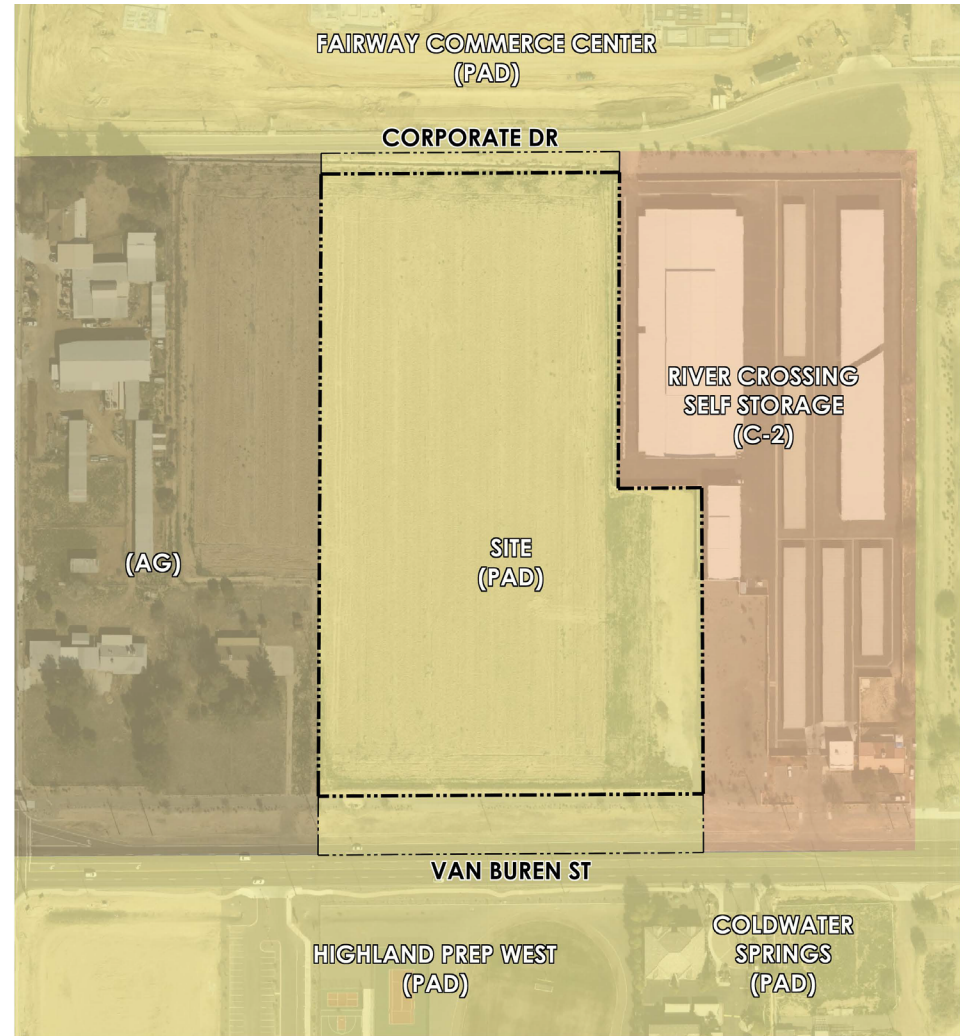 FAIRWAY COMMERCE CENTER
(PAD)
CORPORATE DR
RIVER CROSSING
SELF STORAGE
(C-2)
SITE
(PAD)
(AG)
VAN BUREN ST
HIGHLAND PREP WEST
(PAD)
COLDWATER
SPRINGS
(PAD)